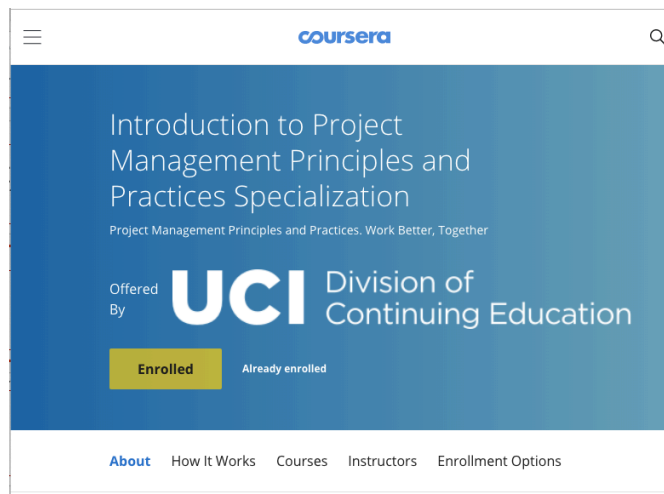 coursera
Introduction to Project
Management Principles and
Practices Specialization
Project Management Principles and Practices. Work Better, Together
Offered
By
UCI Division of
Continuing Education
Enrolled
Already enrolled
About How It Works Courses Instructors Enrollment Options